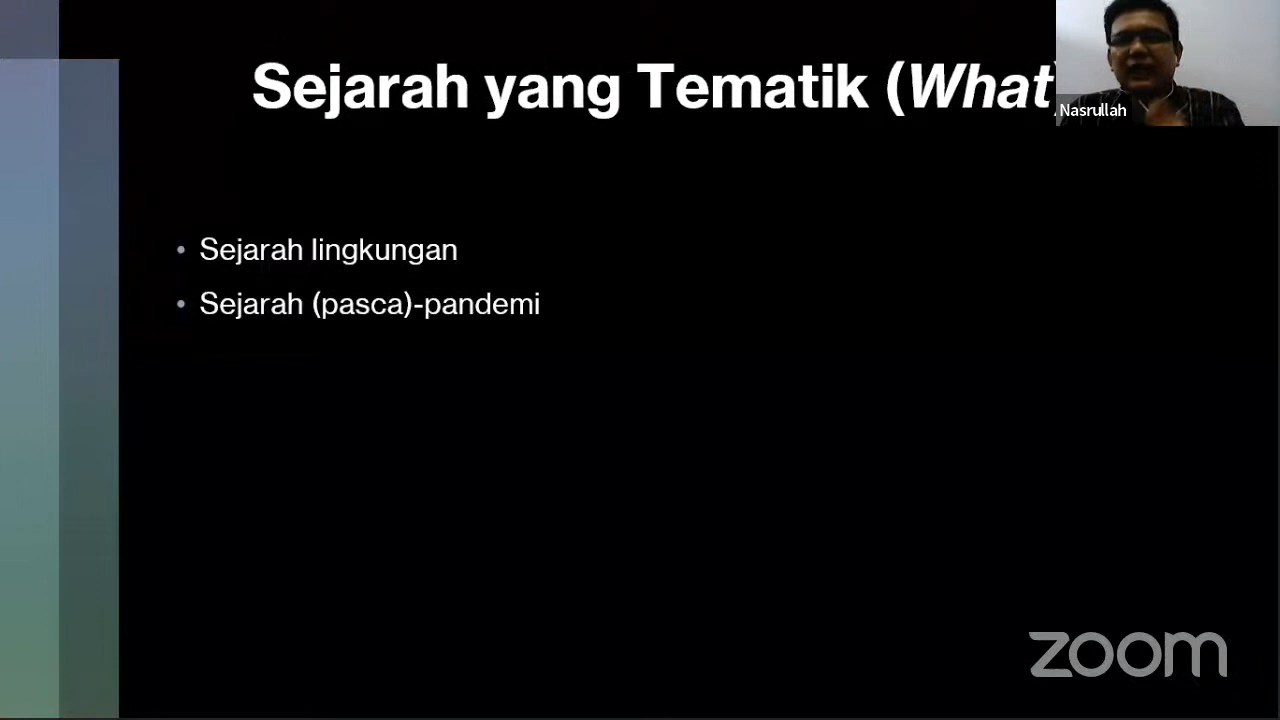 Sejarah yang Tematik (What)
Nasrullah
• Sejarah lingkungan
• Sejarah (pasca)-pandemi
zoom